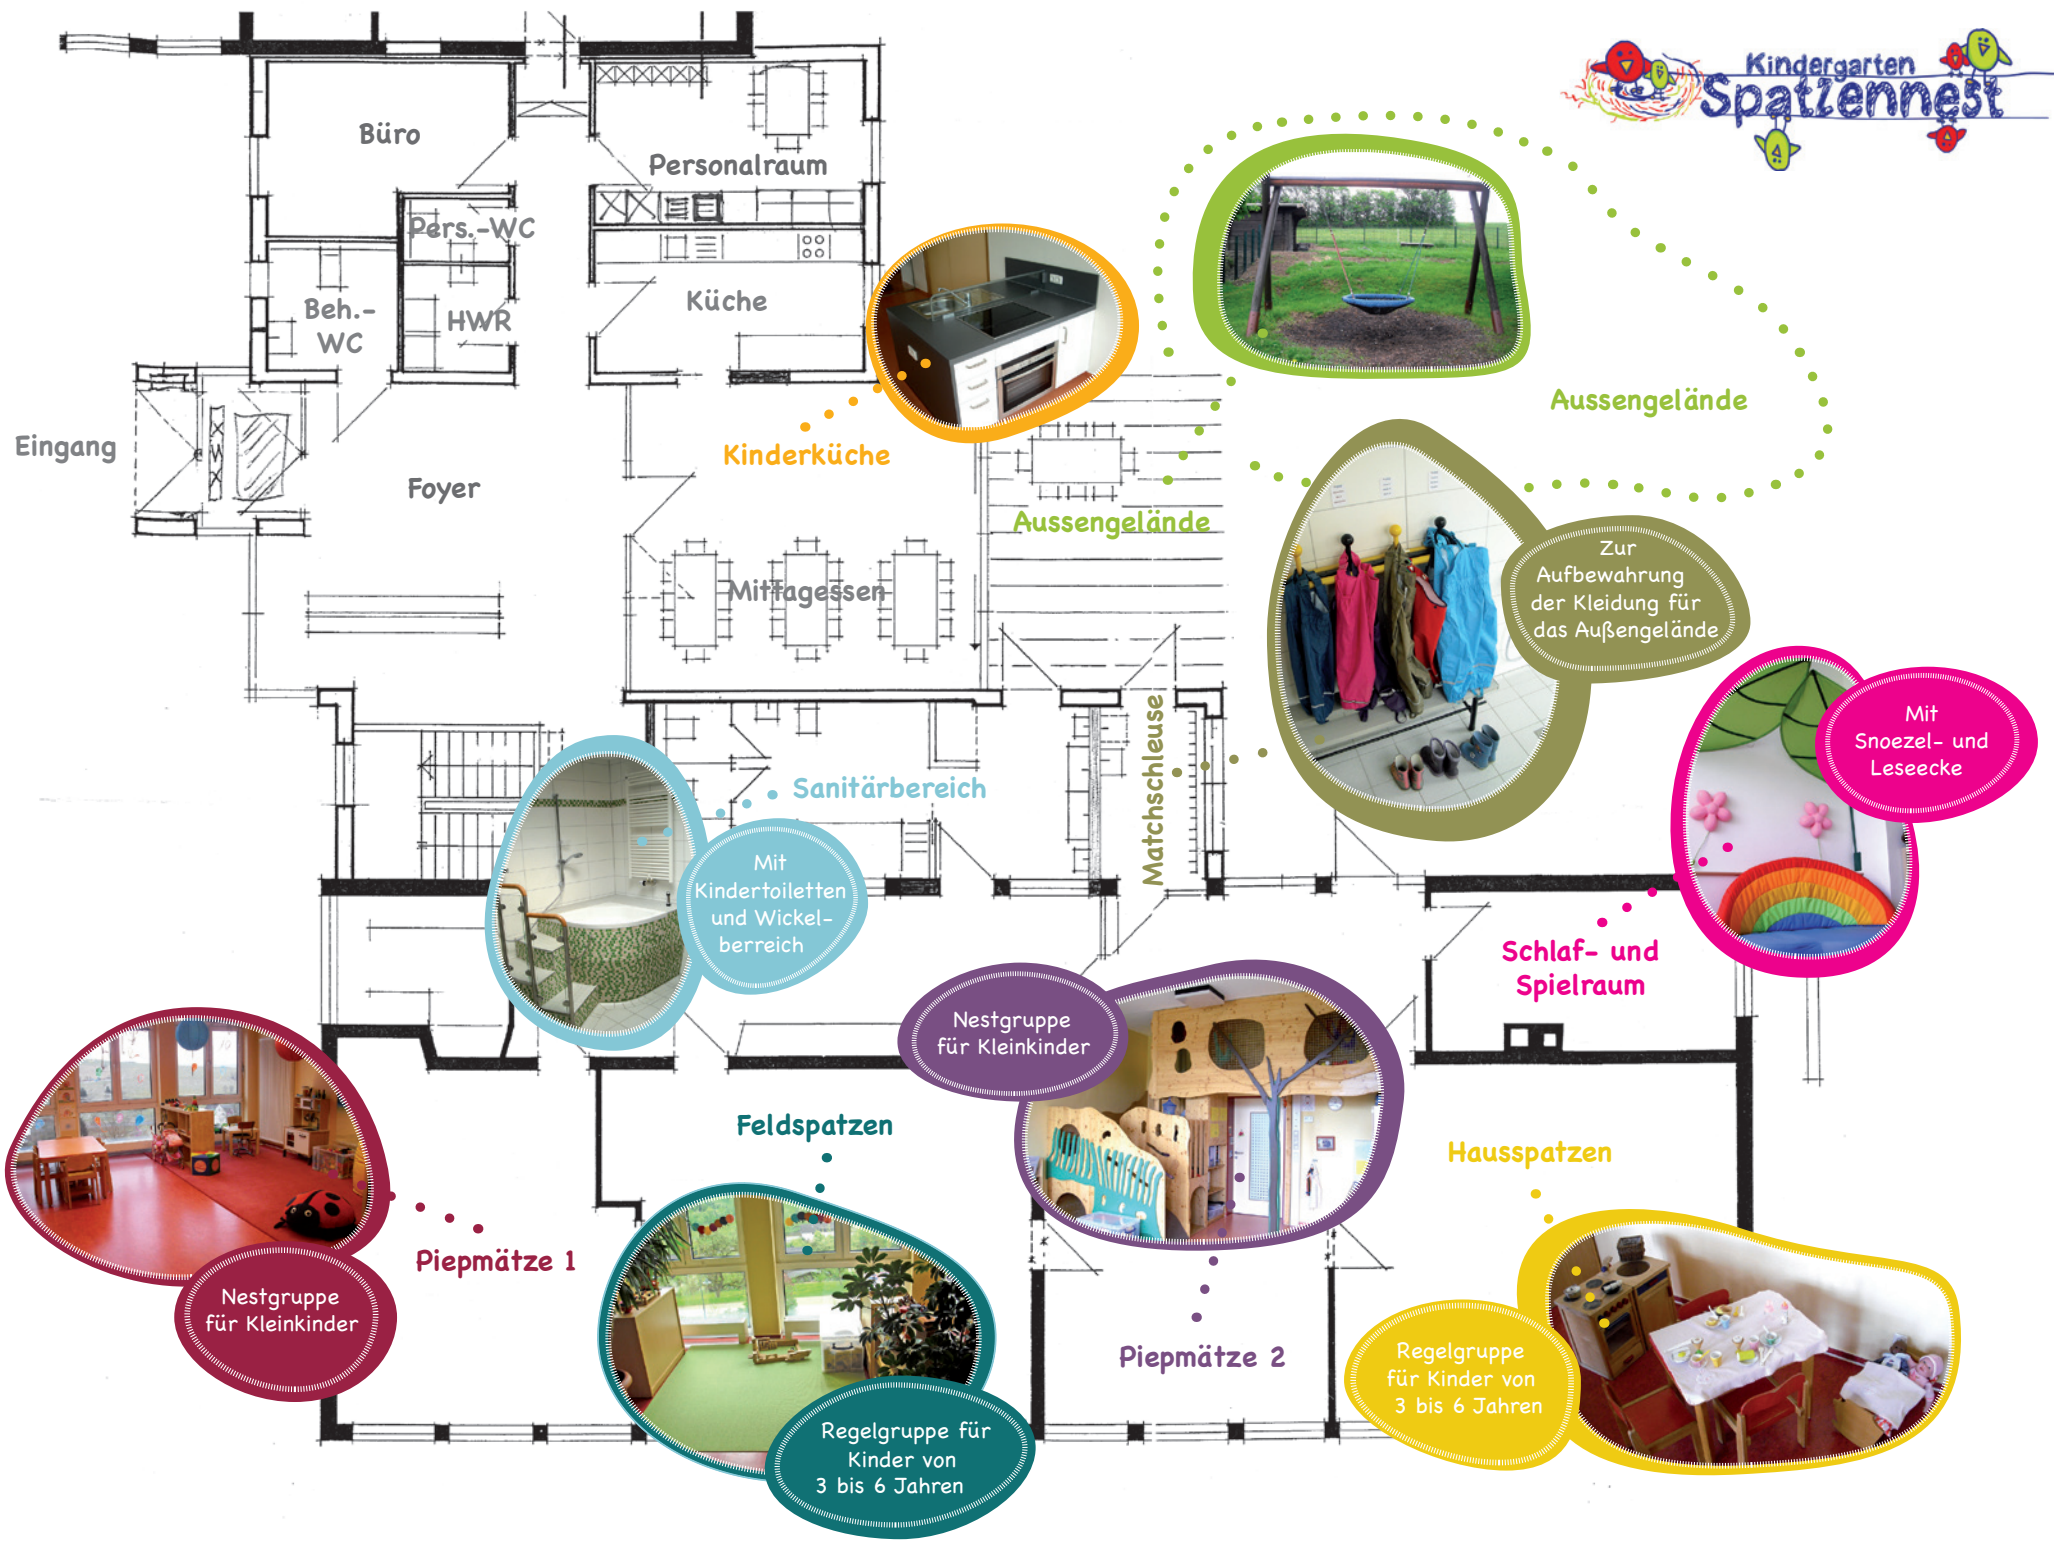 Kindergarten
Spatzennest
Büro
Personalraum
Pers.-WC
Beh.-
WC
HWR
Küche
Eingang
Foyer
Kinderküche
Mittagessen
Aussengelände
Aussengelände
Zur
Aufbewahrung
der Kleidung für
das Außengelände
Matchschleuse
Mit
Snoezel- und
Leseecke
Sanitärbereich
Mit
Kindertoiletten
und Wickel-
berreich
Schlaf- und
Spielraum
Nestgruppe
für Kleinkinder
Feldspatzen
Hausspatzen
Piepmätze 1
Nestgruppe
für Kleinkinder
Piepmätze 2
Regelgruppe
für Kinder von
3 bis 6 Jahren
Regelgruppe für
Kinder von
3 bis 6 Jahren